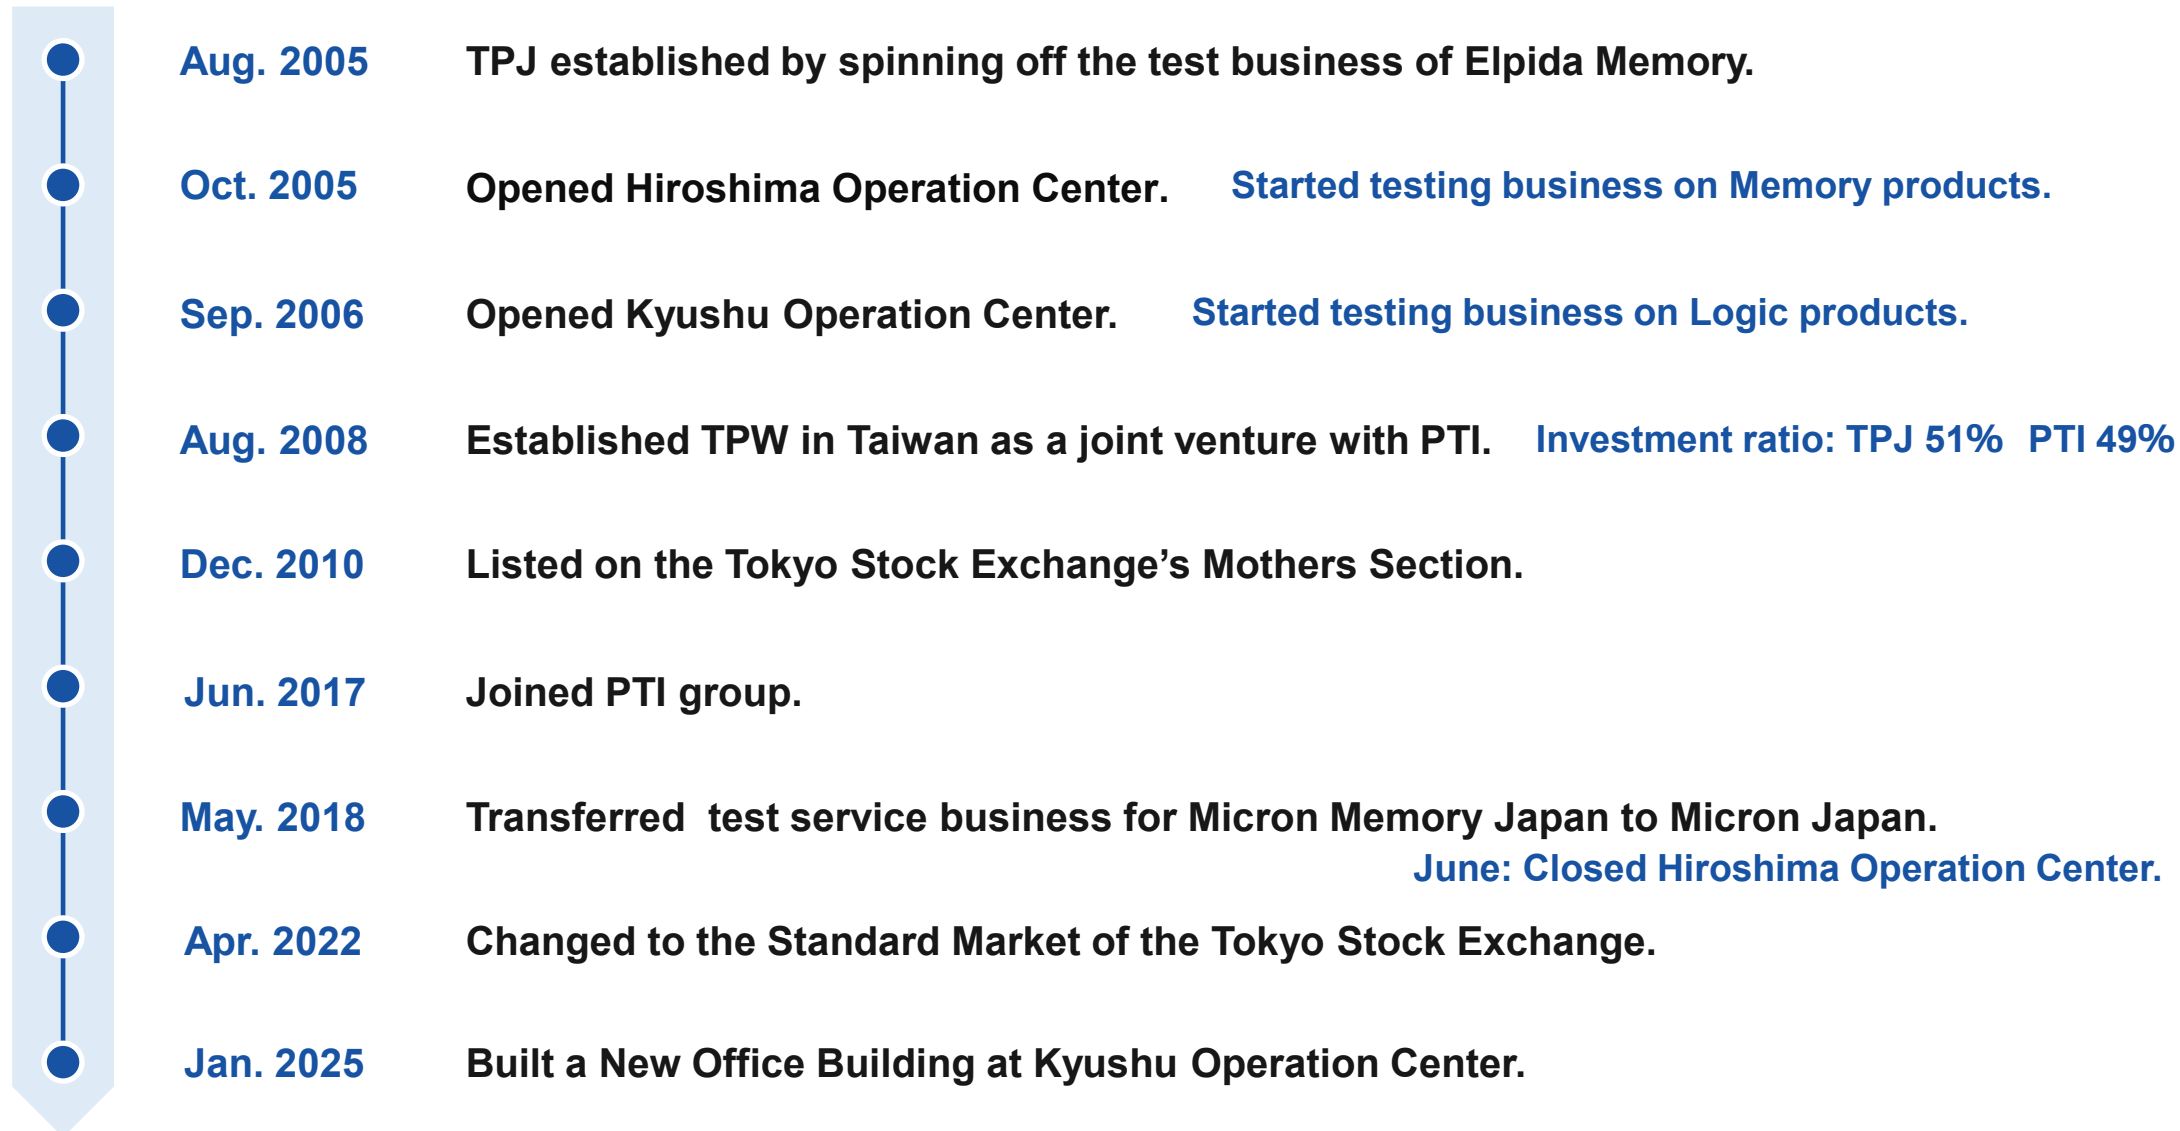 Aug. 2005 TPJ established by spinning off the test business of Elpida Memory.
Oct. 2005 Opened Hiroshima Operation Center. Started testing business on Memory products.
Sep. 2006 Opened Kyushu Operation Center. Started testing business on Logic products.
Aug. 2008 Established TPW in Taiwan as a joint venture with PTI. Investment ratio: TPJ 51% PTI 49%
Dec. 2010 Listed on the Tokyo Stock Exchange’s Mothers Section.
Jun. 2017 Joined PTI group.
May. 2018 Transferred test service business for Micron Memory Japan to Micron Japan.
June: Closed Hiroshima Operation Center.
Apr. 2022 Changed to the Standard Market of the Tokyo Stock Exchange.
Jan. 2025 Built a New Office Building at Kyushu Operation Center.